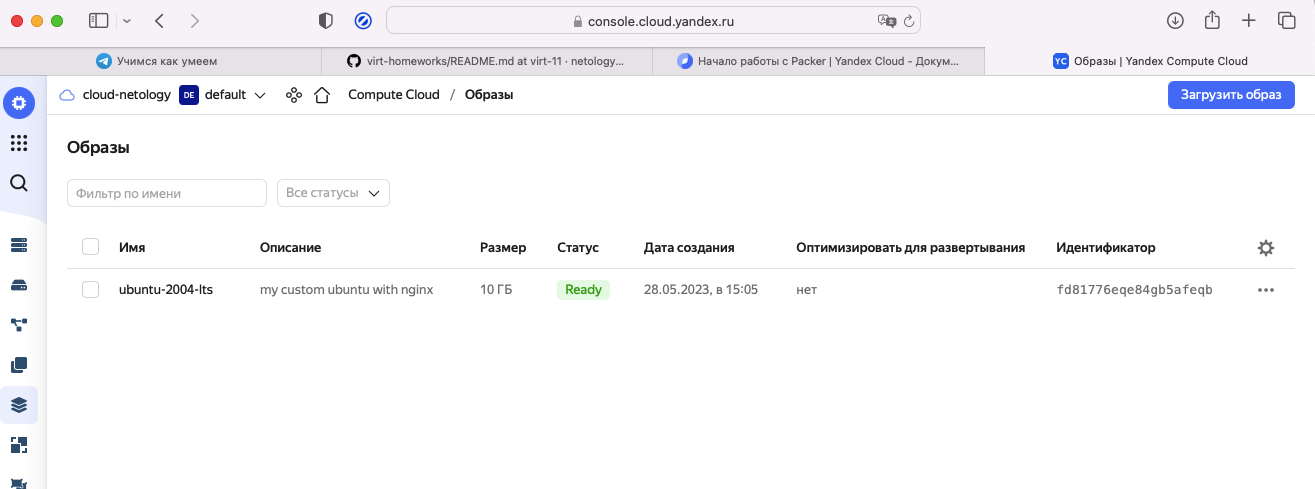 console.cloud.yandex.ru
Учимся как умеем
virt-homeworks/README.md at virt-11 · netology...
Начало работы с Packer | Yandex Cloud - Докум...
YC Образы | Yandex Compute Cloud
cloud-netology DE default Compute Cloud / Образы Загрузить образ
Образы
Фильтр по имени Все статусы
Имя Описание Размер Статус Дата создания Оптимизировать для развертывания Идентификатор
ubuntu-2004-lts my custom ubuntu with nginx 10 ГБ Ready 28.05.2023, в 15:05 нет fd81776eqe84gb5afeqb